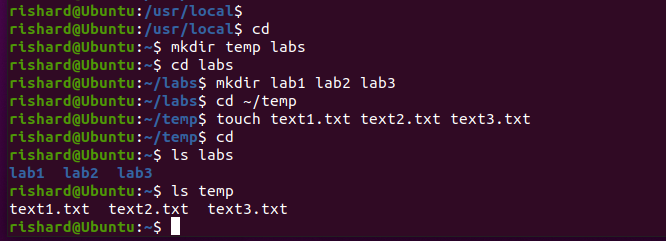 rishard@Ubuntu:/usr/local$
rishard@Ubuntu:/usr/local$ cd
rishard@Ubuntu:~$ mkdir temp labs
rishard@Ubuntu:~$ cd labs
rishard@Ubuntu:~/labs$ mkdir lab1 lab2 lab3
rishard@Ubuntu:~/labs$ cd ~/temp
rishard@Ubuntu:~/temp$ touch text1.txt text2.txt text3.txt
rishard@Ubuntu:~/temp$ cd
rishard@Ubuntu:~$ ls labs
lab1  lab2  lab3
rishard@Ubuntu:~$ ls temp
text1.txt  text2.txt  text3.txt
rishard@Ubuntu:~$